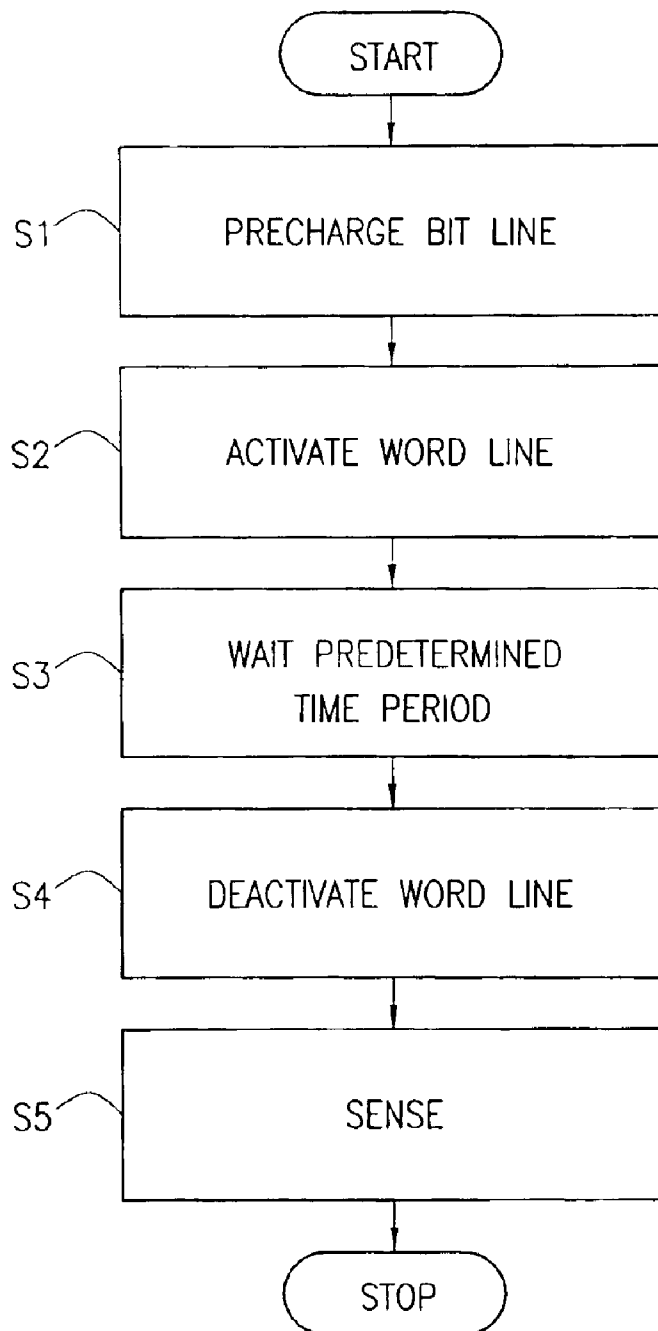 START
S1
PRECHARGE BIT LINE
S2
ACTIVATE WORD LINE
S3
WAIT PREDETERMINED
TIME PERIOD
S4
DEACTIVATE WORD LINE
S5
SENSE
STOP